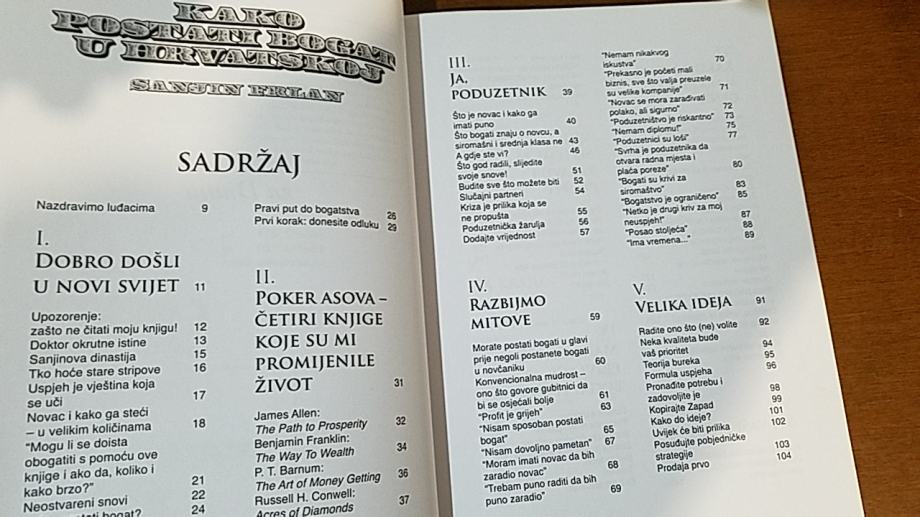 KAKO
POSTATI BOGAT
U HRVATSKOJ
SANJIN FRLAN
SADRŽAJ
Nazdravimo luđacima 9
I.
DOBRO DOŠLI
U NOVI SVIJET 11
Upozorenje:
zašto ne čitati moju knjigu! 12
Doktor okrutne istine 13
Sanjinova dinastija 15
Tko hoće stare stripove 16
Uspjeh je vještina koja
se uči 17
Novac i kako ga steći
– u velikim količinama 18
"Mogu li se doista
obogatiti s pomoću ove
knjige i ako da, koliko i
kako brzo?" 21
Neostvareni snovi 22
bogat? 24
Pravi put do bogatstva 26
Prvi korak: donesite odluku 29
II.
POKER ASOVA –
ČETIRI KNJIGE
KOJE SU MI
PROMIJENILE
ŽIVOT 31
James Allen:
The Path to Prosperity 32
Benjamin Franklin:
The Way To Wealth 34
P. T. Barnum:
The Art of Money Getting 36
Russell H. Conwell:
Acres of Diamonds 37
III.
JA,
PODUZETNIK 39
Što je novac i kako ga
imati puno 40
Što bogati znaju o novcu, a
siromašni i srednja klasa ne 43
A gdje ste vi? 46
Što god radili, slijedite
svoje snove! 51
Budite sve što možete biti 52
Slučajni partneri 54
Kriza je prilika koja se
ne propušta 55
Poduzetnička žarulja 56
Dodajte vrijednost 57
IV.
RAZBIJMO
MITOVE 59
Morate postati bogati u glavi
prije negoli postanete bogati
u novčaniku 60
Konvencionalna mudrost –
ono što govore gubitnici da
bi se osjećali bolje 61
"Profit je grijeh" 63
"Nisam sposoban postati
bogat" 65
"Nisam dovoljno pametan" 67
"Moram imati novac da bih
zaradio novac" 68
"Trebam puno raditi da bih
puno zaradio" 69
"Nemam nikakvog
iskustva" 70
"Prekasno je početi mali
biznis, sve što valja preuzele
su velike kompanije" 71
"Novac se mora zarađivati
polako, ali sigurno" 72
"Poduzetništvo je riskantno" 73
"Nemam diplomu!" 75
"Poduzetnici su loši" 77
"Svrha je poduzetnika da
otvara radna mjesta i
plaća poreze" 80
"Bogati su krivi za
siromaštvo" 83
"Bogatstvo je ograničeno" 85
"Netko je drugi kriv za moj
neuspjeh!" 87
"Posao stoljeća" 88
"Ima vremena..." 89
V.
VELIKA IDEJA 91
Radite ono što (ne) volite 92
Neka kvaliteta bude
vaš prioritet 94
Teorija bureka 95
Formula uspjeha 96
Pronađite potrebu i
zadovoljite je 98
Kopirajte Zapad 99
Kako do ideje? 101
Uvijek će biti prilika 102
Posuđujte pobjedničke
strategije 103
Prodaja prvo 104